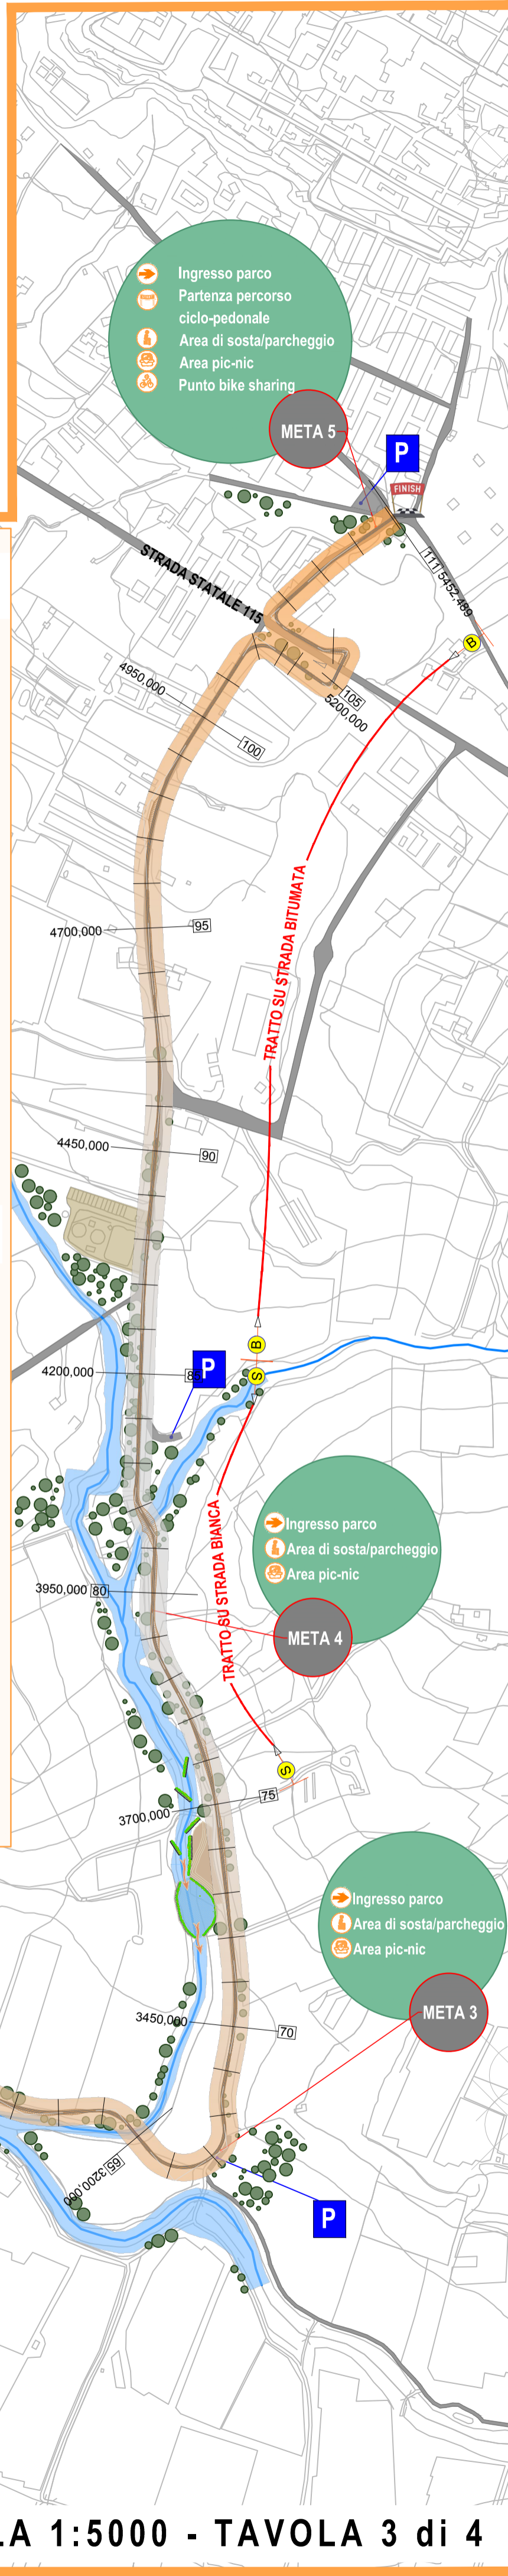 Ingresso parco
Partenza percorso
ciclo-pedonale
Area di sosta/parcheggio
Area pic-nic
Punto bike sharing
META 5
P
FINISH
111 5452,489
STRADA STATALE 115
B
4950,000
105
5200,000
100
TRATTO SU STRADA BITUMATA
4700,000
95
4450,000
90
B
4200,000
P
S
TRATTO SU STRADA BIANCA
Ingresso parco
Area di sosta/parcheggio
Area pic-nic
3950,000
80
META 4
S
75
3700,000
Ingresso parco
Area di sosta/parcheggio
Area pic-nic
META 3
3450,000
70
65
3200,000
P
LA 1:5000 - TAVOLA 3 di 4